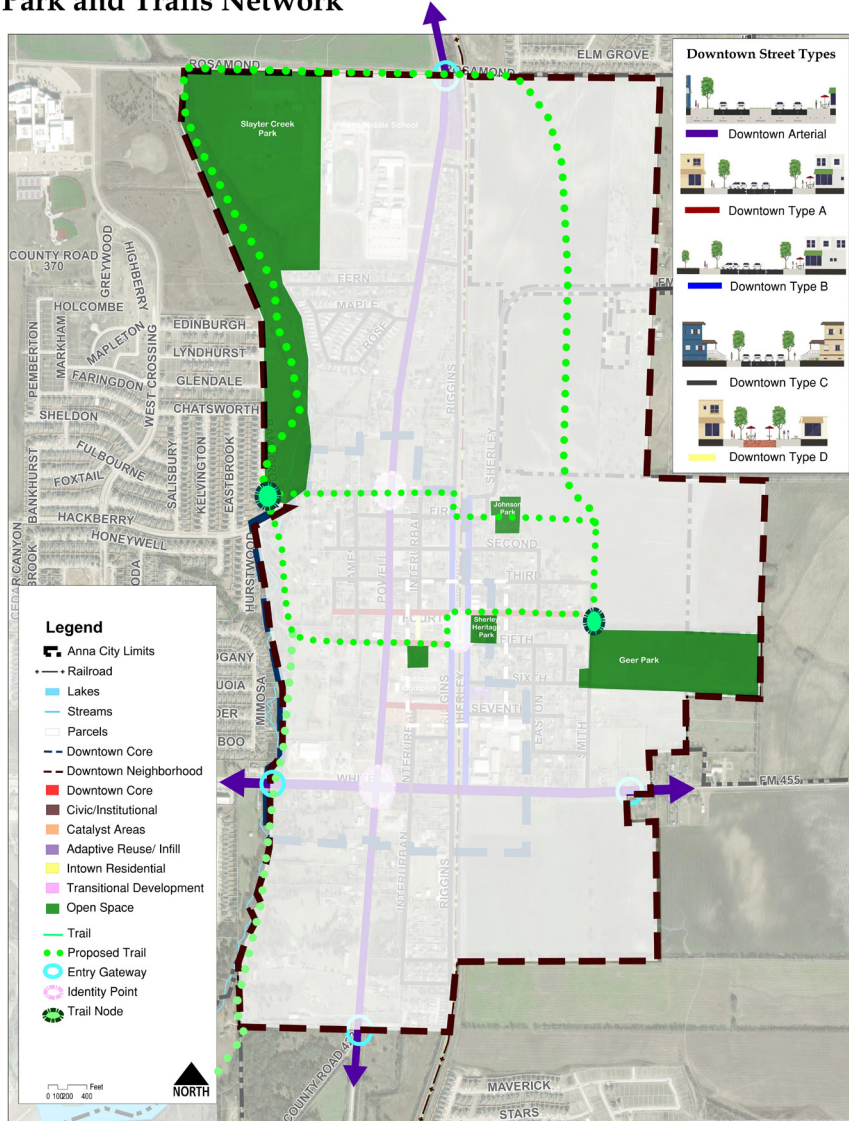 Park and Trails Network
ELM GROVE
ROSAMOND
ROSAMOND
Slayter Creek
Park
COUNTY ROAD
370
GREYWOOD
HIGHBERRY
HOLCOMBE
PEMBERTON
MARKHAM
MAPLETON
WEST CROSSING
EDINBURGH
LYNDHURST
FARINGDON
GLENDALE
SHELDON
CHATSWORTH
FULBOURNE
FOXTAIL
BANKHURST
SALISBURY
KELVINGTON
EASTBROOK
HACKBERRY
HONEYWELL
CEDAR CANYON
HURSTWOOD
MIMOSA
FERN
MAPLE
ROSE
RIGGINS
SHERLEY
Johnson
Park
SECOND
THIRD
JAMES
POWELL
INTERURBAN
FOURTH
Sherley
Heritage
Park
FIFTH
SIXTH
SEVENTH
Geer Park
EASTON
SMITH
RIGGINS
SHERLEY
INTERURBAN
WHITE
FM 455
INTERURBAN
RIGGINS
MAVERICK
STARS
Downtown Street Types
Downtown Arterial
Downtown Type A
Downtown Type B
Downtown Type C
Downtown Type D
Legend
Anna City Limits
Railroad
Lakes
Streams
Parcels
Downtown Core
Downtown Neighborhood
Downtown Core
Civic/Institutional
Catalyst Areas
Adaptive Reuse/ Infill
Intown Residential
Transitional Development
Open Space
Trail
Proposed Trail
Entry Gateway
Identity Point
Trail Node
Feet
0 100200 400
NORTH